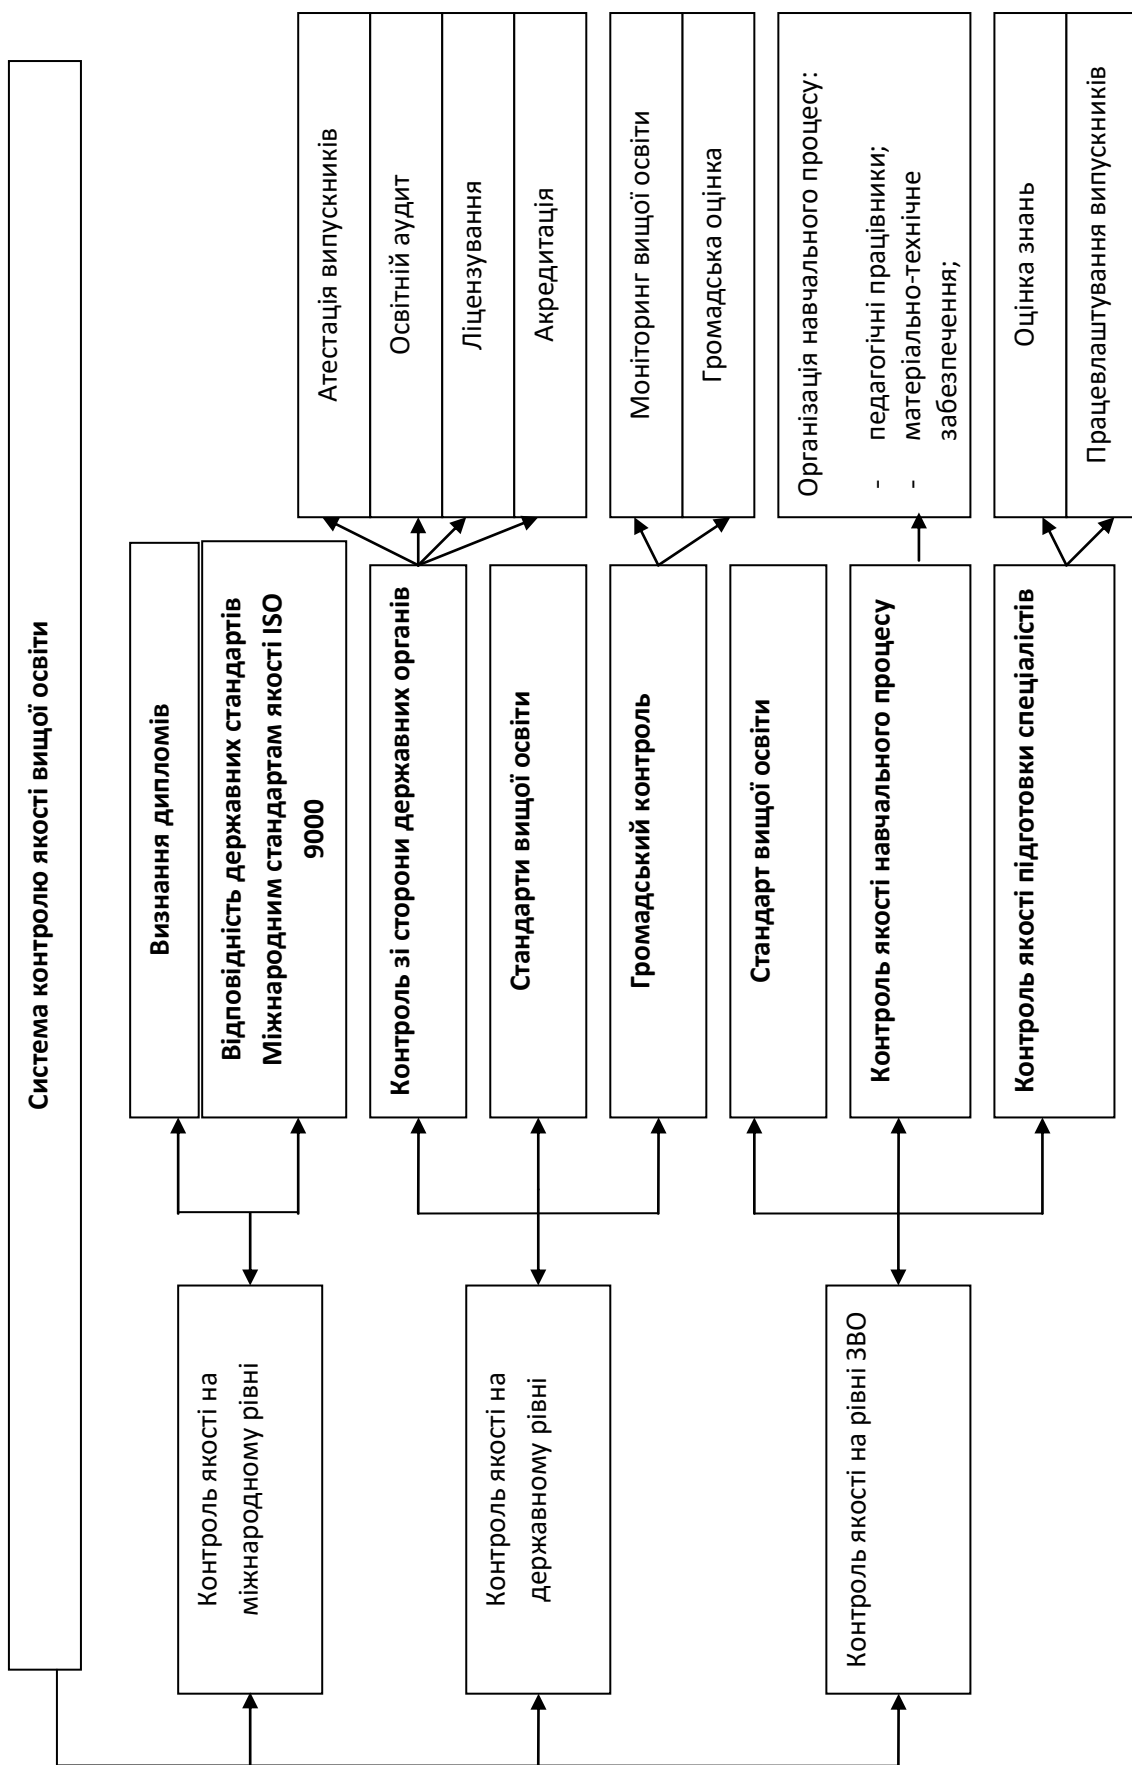 Система контролю якості вищої освіти
Контроль якості на
міжнародному рівні
Визнання дипломів
Відповідність державних стандартів
Міжнародним стандартам якості ISO
9000
Контроль якості на
державному рівні
Контроль зі сторони державних органів
Атестація випускників
Освітній аудит
Ліцензування
Акредитація
Стандарти вищої освіти
Громадський контроль
Моніторинг вищої освіти
Громадська оцінка
Контроль якості на рівні ЗВО
Стандарт вищої освіти
Контроль якості навчального процесу
Організація навчального процесу:
- педагогічні працівники;
- матеріально-технічне
забезпечення;
Контроль якості підготовки спеціалістів
Оцінка знань
Працевлаштування випускників